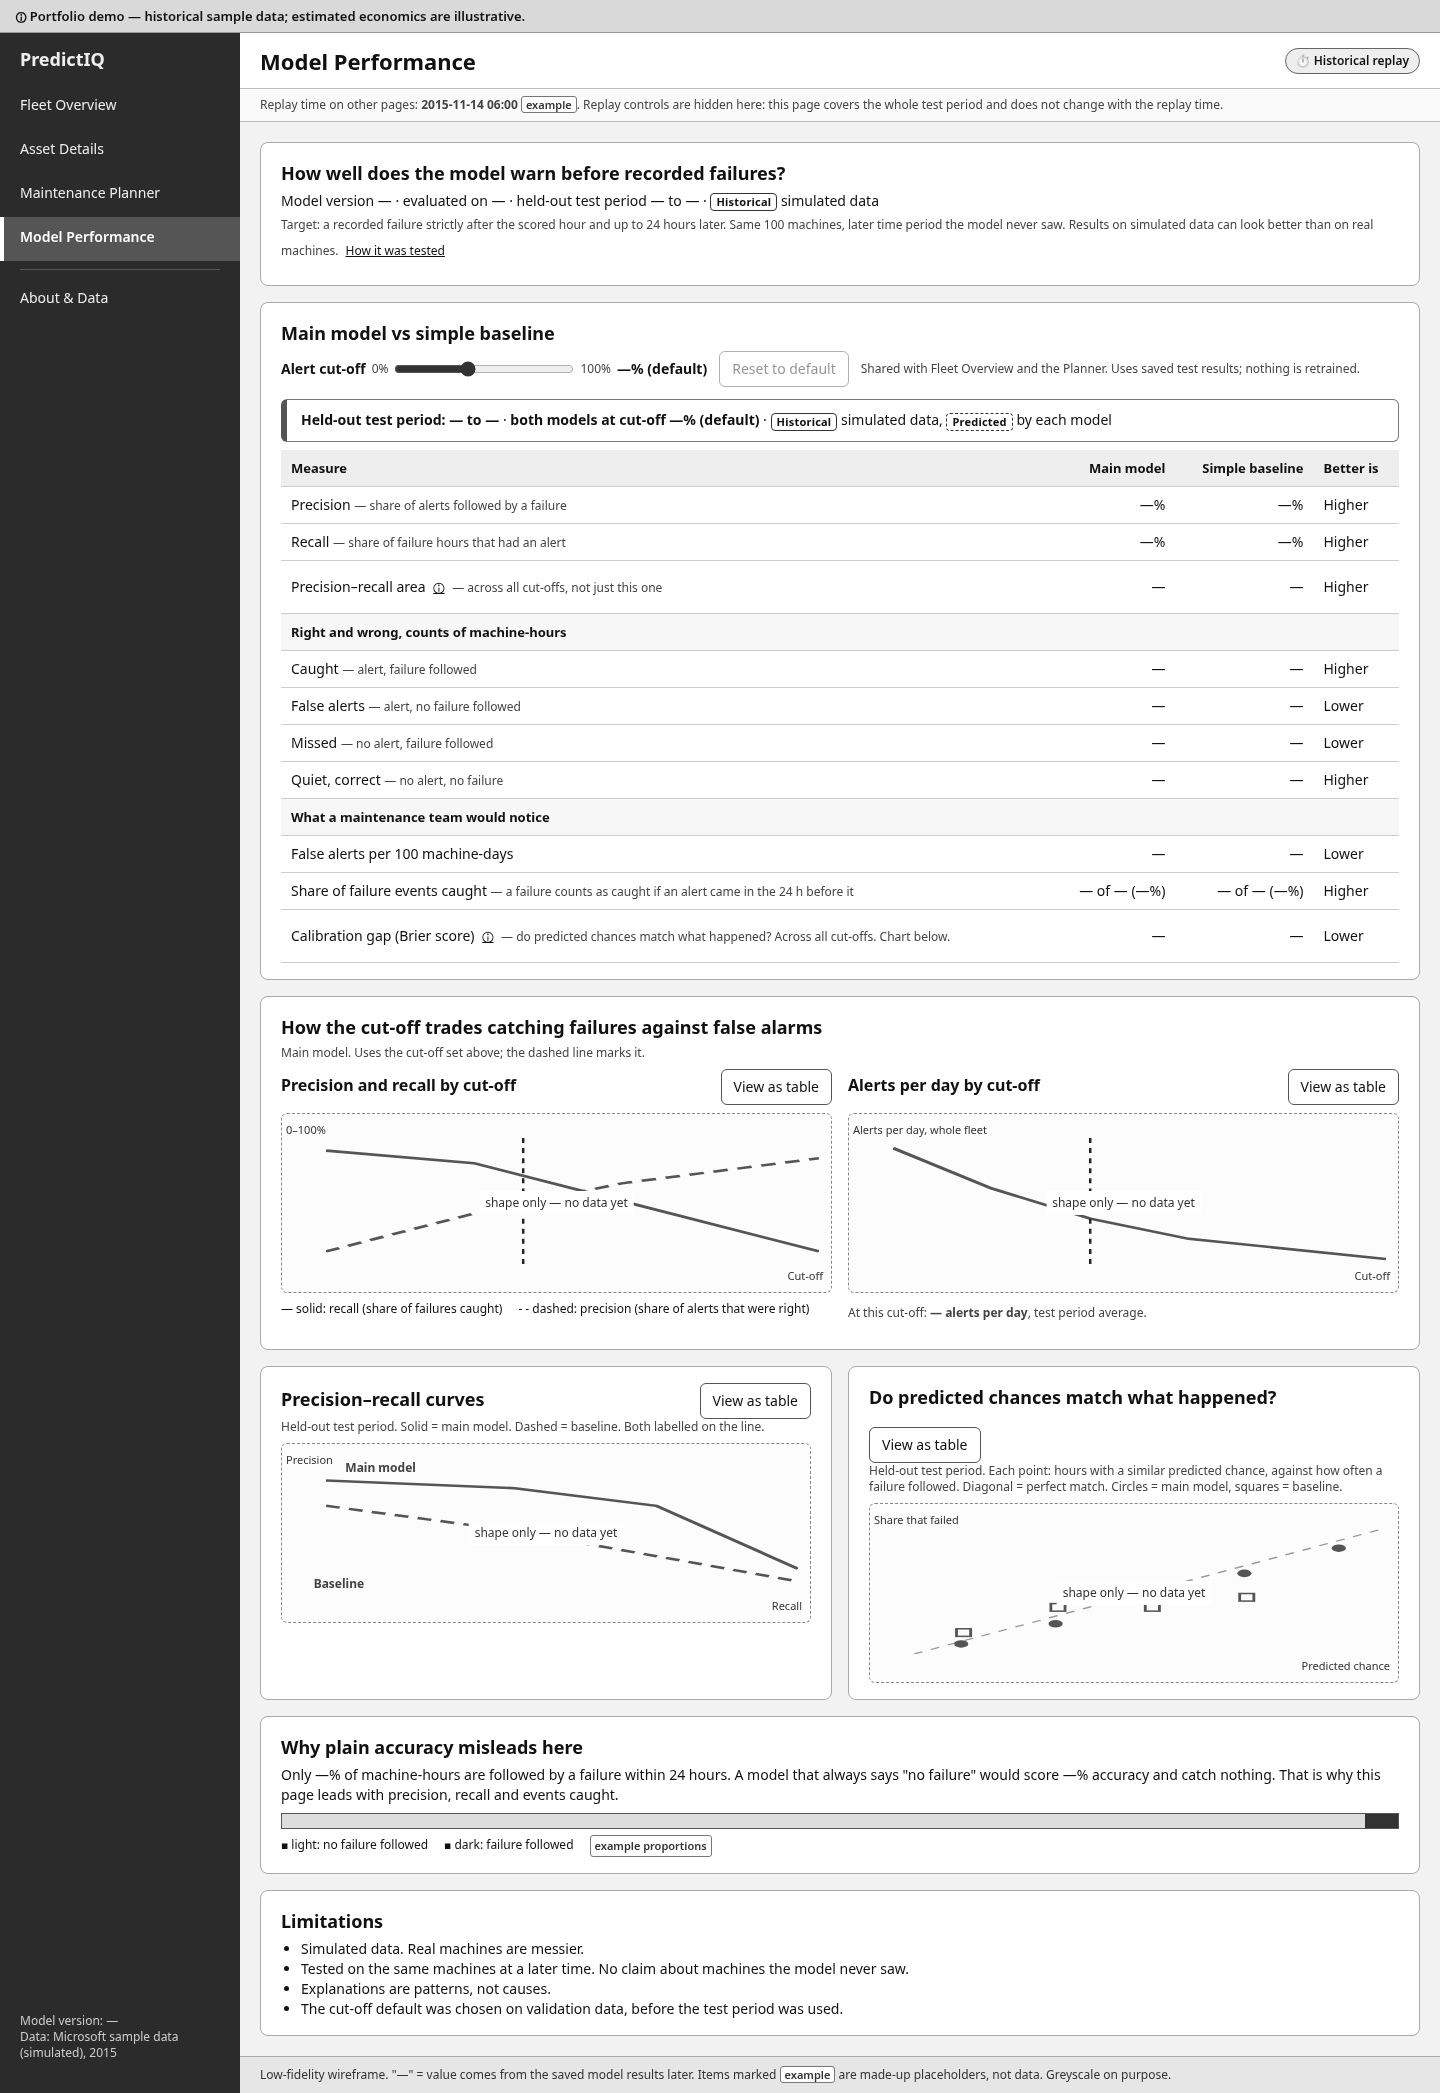 ⓘ Portfolio demo — historical sample data; estimated economics are illustrative.
PredictIQ
Fleet Overview
Asset Details
Maintenance Planner
Model Performance
About & Data
Model version: —
Data: Microsoft sample data
(simulated), 2015
Model Performance
⏱ Historical replay
Replay time on other pages: 2015-11-14 06:00 example. Replay controls are hidden here: this page covers the whole test period and does not change with the replay time.
How well does the model warn before recorded failures?
Model version — · evaluated on — · held-out test period — to — · Historical simulated data
Target: a recorded failure strictly after the scored hour and up to 24 hours later. Same 100 machines, later time period the model never saw. Results on simulated data can look better than on real
machines. How it was tested
Main model vs simple baseline
Alert cut-off 0% 100% —% (default) Reset to default Shared with Fleet Overview and the Planner. Uses saved test results; nothing is retrained.
Held-out test period: — to — · both models at cut-off —% (default) · Historical simulated data, Predicted by each model
Measure Main model Simple baseline Better is
Precision — share of alerts followed by a failure —% —% Higher
Recall — share of failure hours that had an alert —% —% Higher
Precision–recall area ⓘ — across all cut-offs, not just this one — — Higher
Right and wrong, counts of machine-hours
Caught — alert, failure followed — — Higher
False alerts — alert, no failure followed — — Lower
Missed — no alert, failure followed — — Lower
Quiet, correct — no alert, no failure — — Higher
What a maintenance team would notice
False alerts per 100 machine-days — — Lower
Share of failure events caught — a failure counts as caught if an alert came in the 24 h before it — of — (—%) — of — (—%) Higher
Calibration gap (Brier score) ⓘ — do predicted chances match what happened? Across all cut-offs. Chart below. — — Lower
How the cut-off trades catching failures against false alarms
Main model. Uses the cut-off set above; the dashed line marks it.
Precision and recall by cut-off View as table
0–100%
shape only — no data yet
Cut-off
— solid: recall (share of failures caught) - - dashed: precision (share of alerts that were right)
Alerts per day by cut-off View as table
Alerts per day, whole fleet
shape only — no data yet
Cut-off
At this cut-off: — alerts per day, test period average.
Precision–recall curves View as table
Held-out test period. Solid = main model. Dashed = baseline. Both labelled on the line.
Precision
Main model
shape only — no data yet
Baseline
Recall
Do predicted chances match what happened?
View as table
Held-out test period. Each point: hours with a similar predicted chance, against how often a
failure followed. Diagonal = perfect match. Circles = main model, squares = baseline.
Share that failed
shape only — no data yet
Predicted chance
Why plain accuracy misleads here
Only —% of machine-hours are followed by a failure within 24 hours. A model that always says "no failure" would score —% accuracy and catch nothing. That is why this
page leads with precision, recall and events caught.
▪ light: no failure followed ▪ dark: failure followed example proportions
Limitations
• Simulated data. Real machines are messier.
• Tested on the same machines at a later time. No claim about machines the model never saw.
• Explanations are patterns, not causes.
• The cut-off default was chosen on validation data, before the test period was used.
Low-fidelity wireframe. "—" = value comes from the saved model results later. Items marked example are made-up placeholders, not data. Greyscale on purpose.